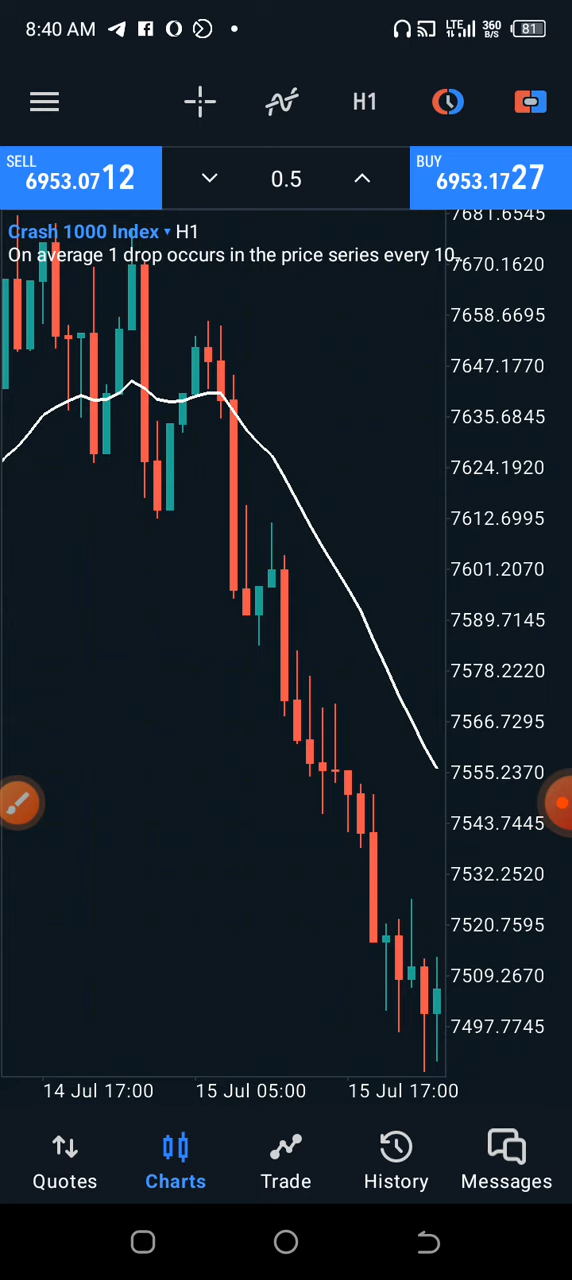 8:40 AM
LTE
360
B/S
81
H1
SELL
6953.0712
0.5
BUY
6953.1727
Crash 1000 Index ▾ H1
On average 1 drop occurs in the price series every 10..
7681.6545
7670.1620
7658.6695
7647.1770
7635.6845
7624.1920
7612.6995
7601.2070
7589.7145
7578.2220
7566.7295
7555.2370
7543.7445
7532.2520
7520.7595
7509.2670
7497.7745
14 Jul 17:00
15 Jul 05:00
15 Jul 17:00
Quotes
Charts
Trade
History
Messages